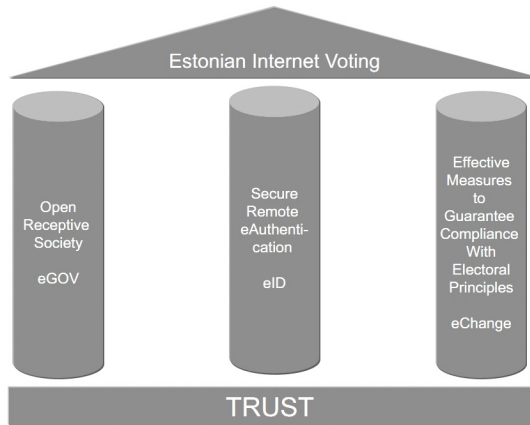 Estonian Internet Voting
Open
Receptive
Society
eGOV
Secure
Remote
eAuthenti-
cation
eID
Effective
Measures
to
Guarantee
Compliance
With
Electoral
Principles
eChange
TRUST